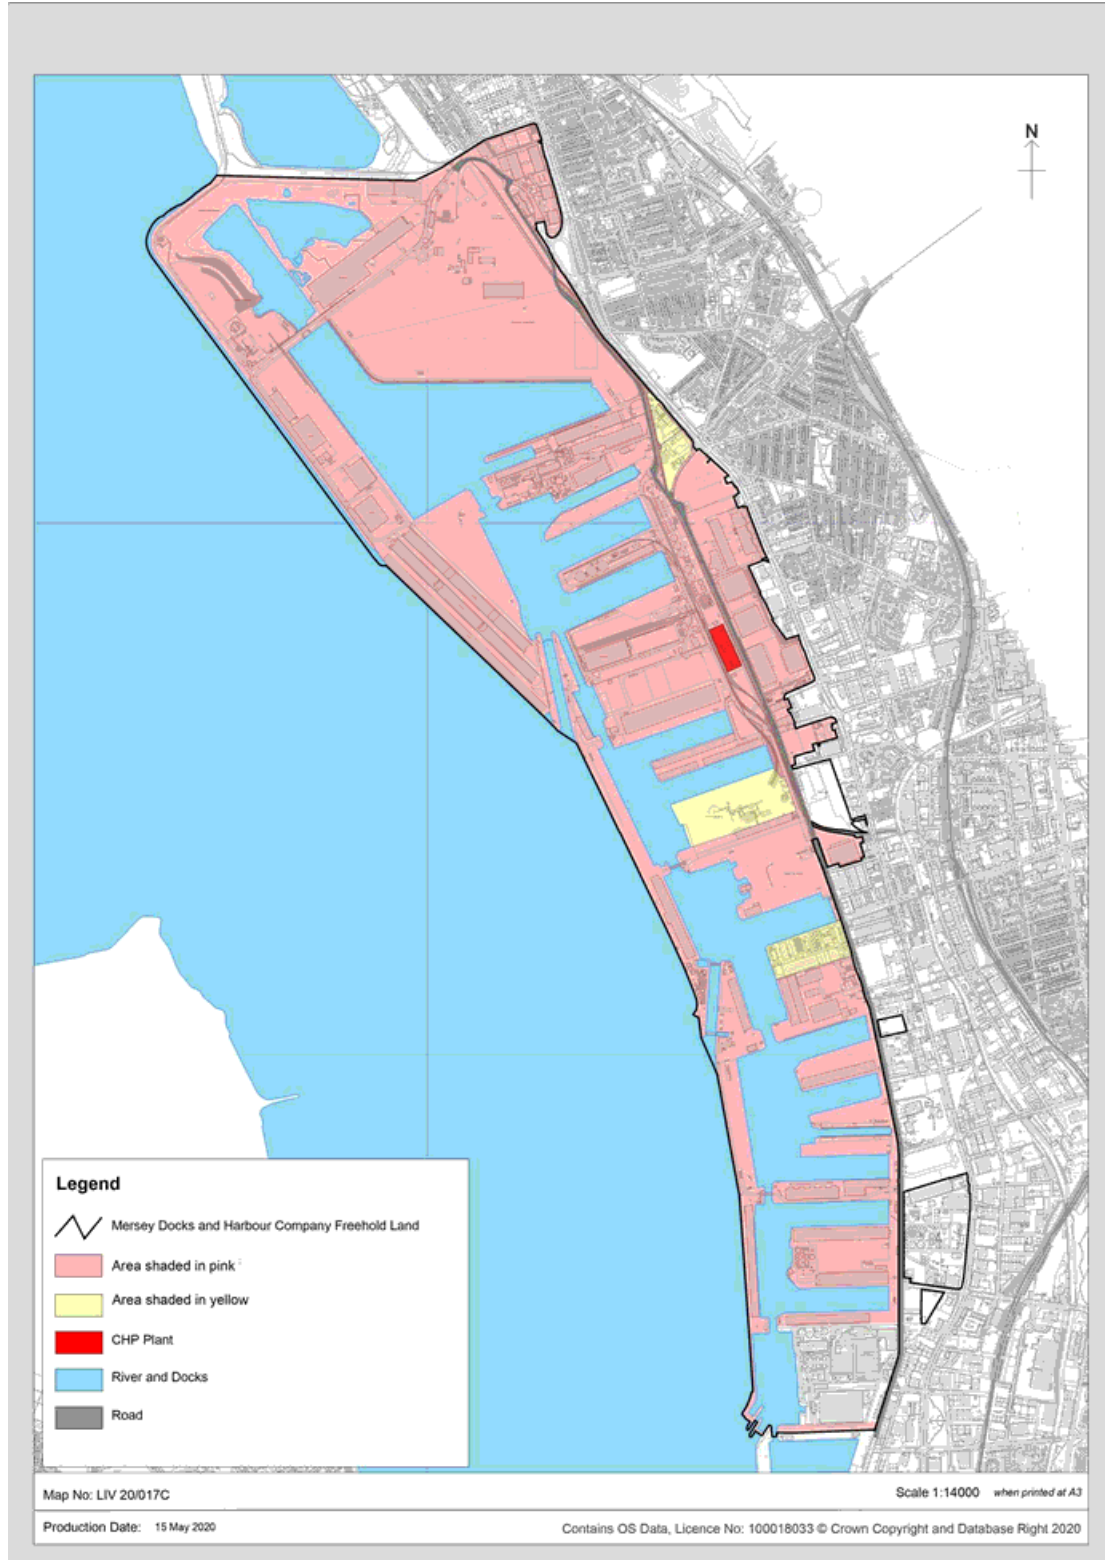 N
Legend
Mersey Docks and Harbour Company Freehold Land
Area shaded in pink
Area shaded in yellow
CHP Plant
River and Docks
Road
Map No: LIV 20/017C
Scale 1:14000 when printed at A3
Production Date: 15 May 2020
Contains OS Data, Licence No: 100018033 © Crown Copyright and Database Right 2020